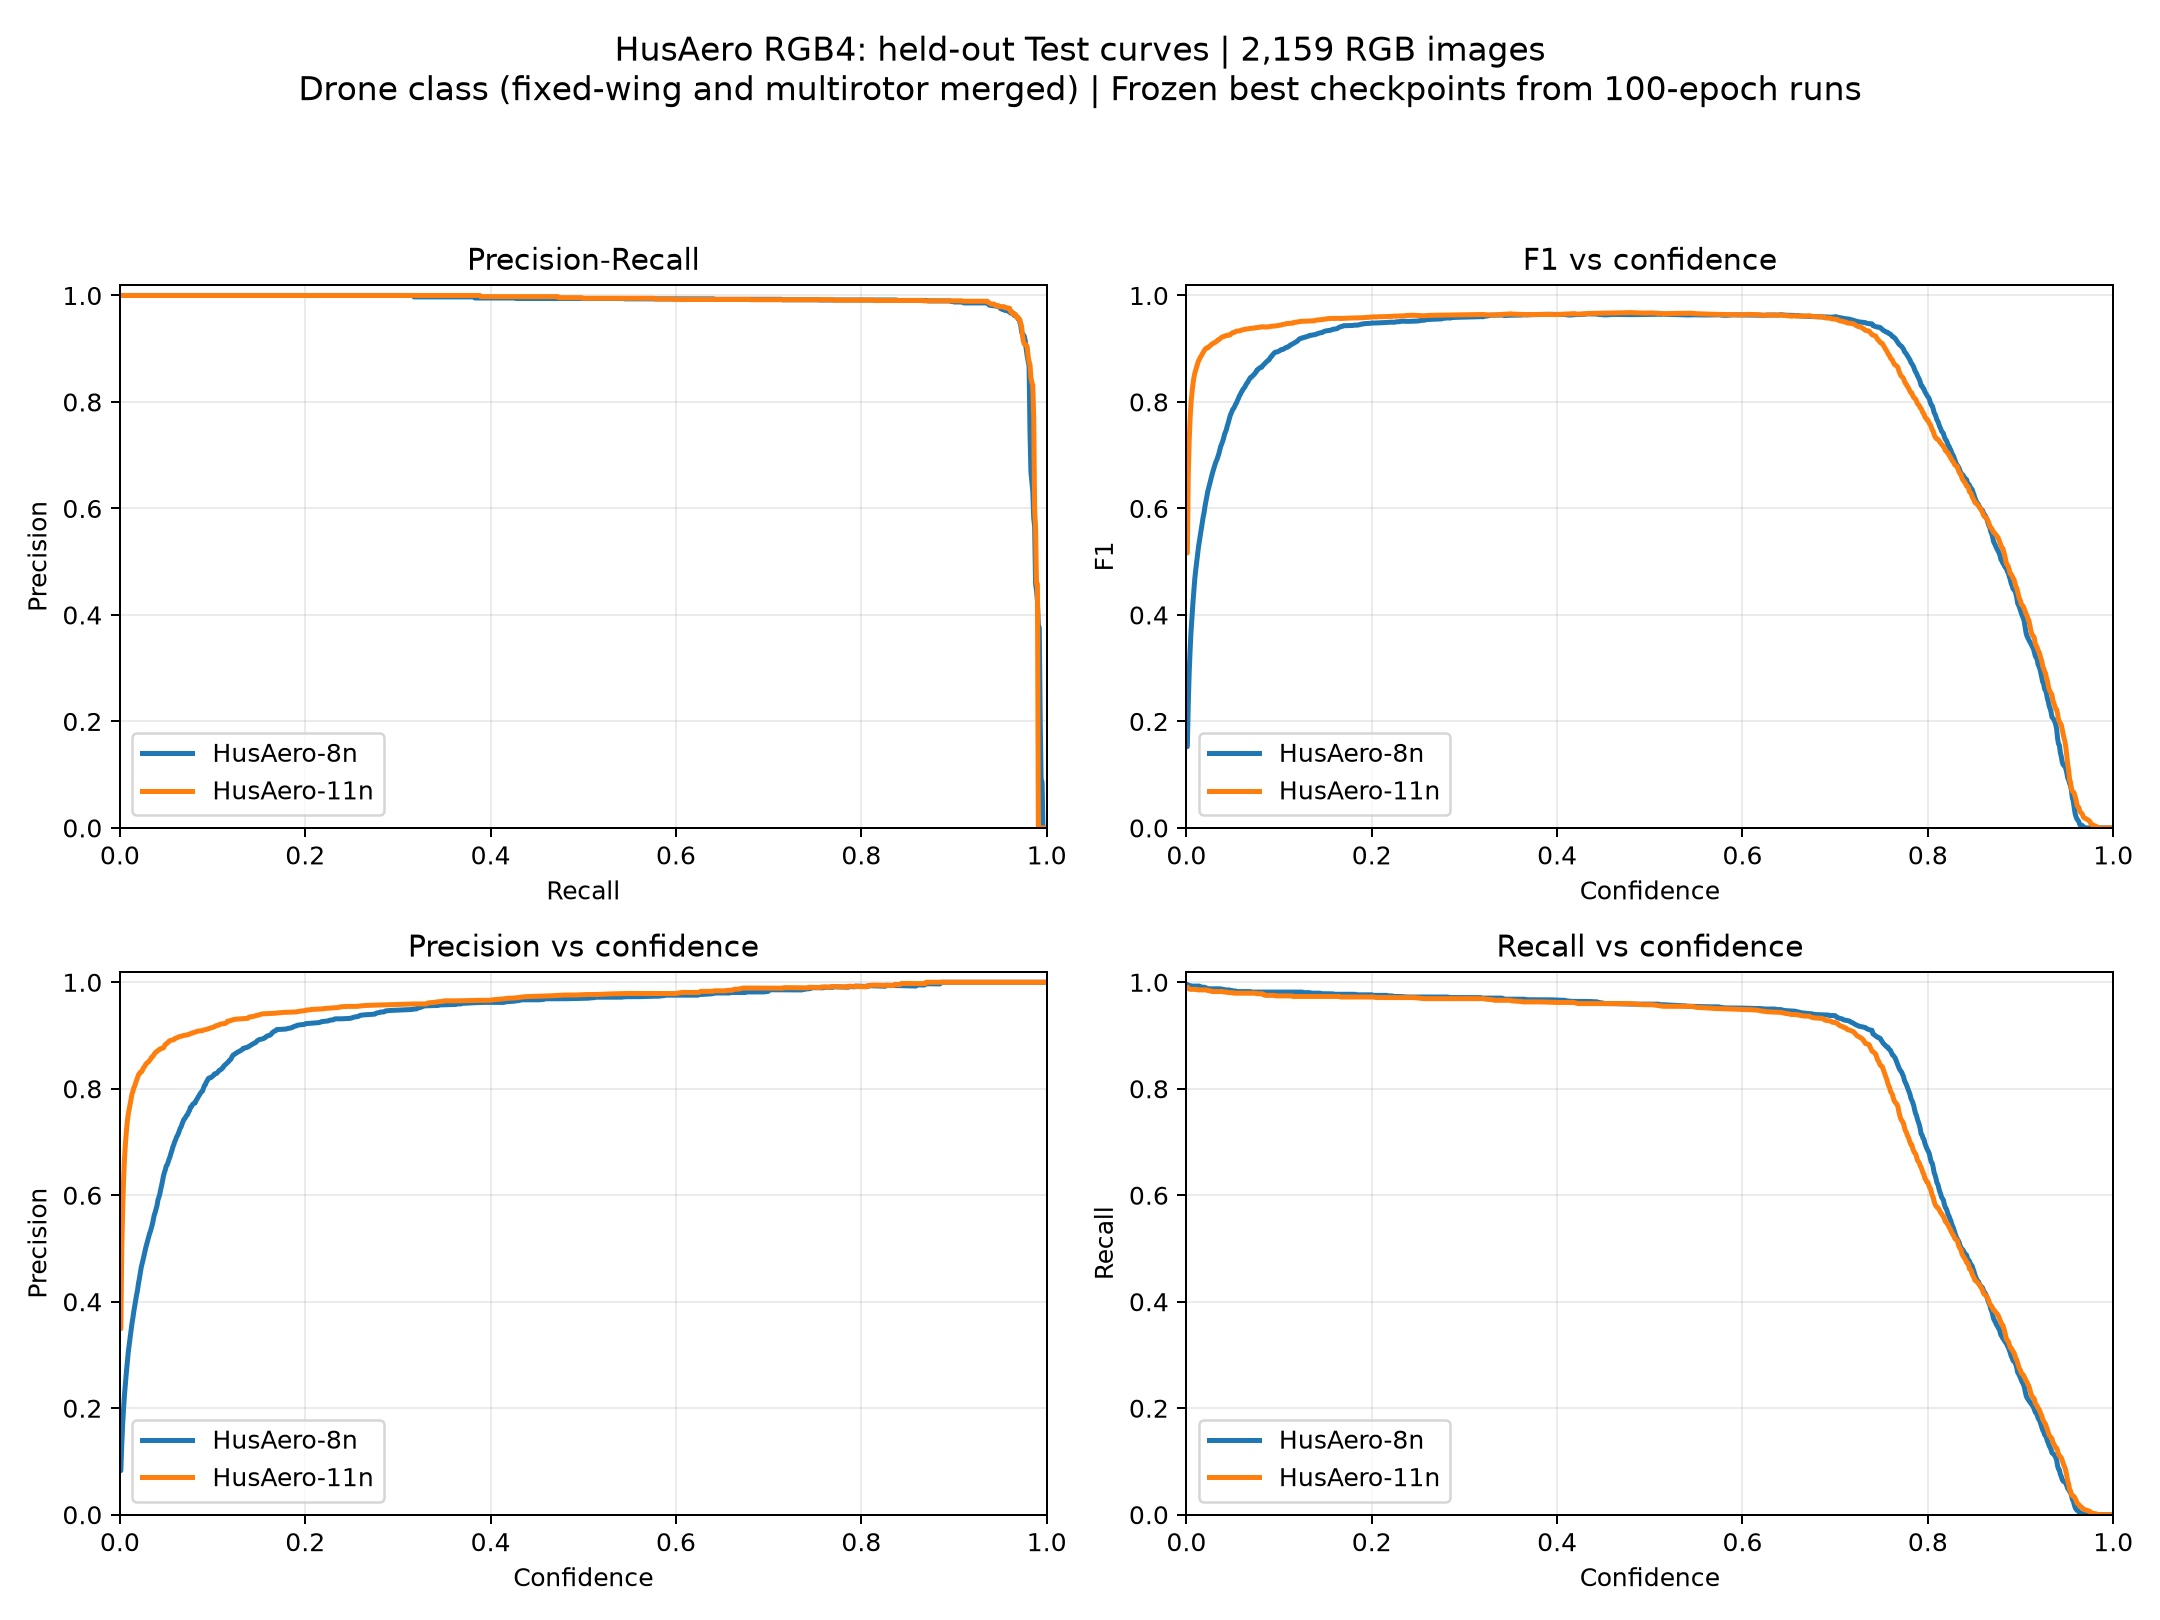 HusAero RGB4: held-out Test curves | 2,159 RGB images
Drone class (fixed-wing and multirotor merged) | Frozen best checkpoints from 100-epoch runs
Precision-Recall
1.0
0.8
0.6
0.4
0.2
0.0
Precision
HusAero-8n
HusAero-11n
0.0 0.2 0.4 0.6 0.8 1.0
Recall
F1 vs confidence
1.0
0.8
0.6
0.4
0.2
0.0
F1
HusAero-8n
HusAero-11n
0.0 0.2 0.4 0.6 0.8 1.0
Confidence
Precision vs confidence
1.0
0.8
0.6
0.4
0.2
0.0
Precision
HusAero-8n
HusAero-11n
0.0 0.2 0.4 0.6 0.8 1.0
Confidence
Recall vs confidence
1.0
0.8
0.6
0.4
0.2
0.0
Recall
HusAero-8n
HusAero-11n
0.0 0.2 0.4 0.6 0.8 1.0
Confidence